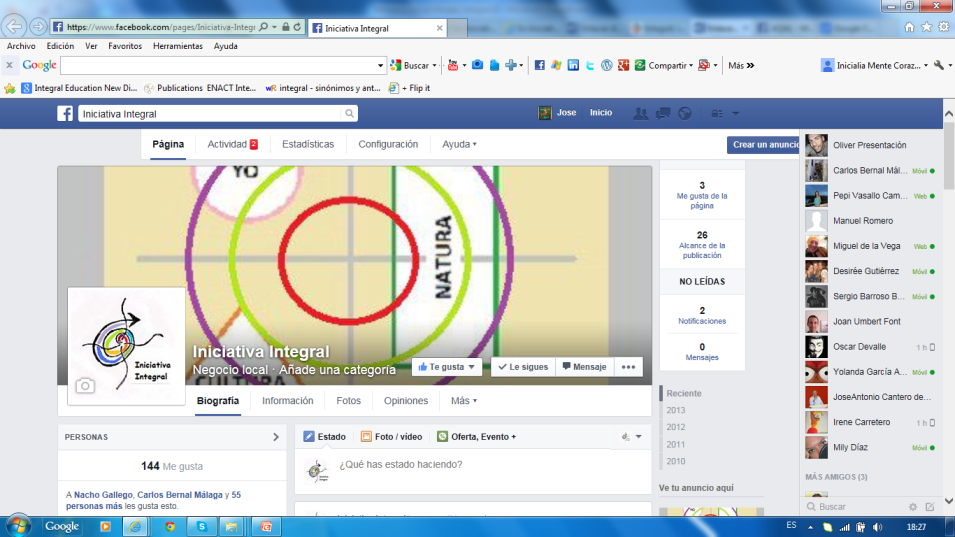 https://www.facebook.com/pages/Iniciativa-Integr
Iniciativa Integral
Archivo Edición Ver Favoritos Herramientas Ayuda
Google Buscar Compartir Más » Inicialia Mente Coraz...
Integral Education New Di... Publications ENACT Inte... integral - sinónimos y ant... + Flip it
Iniciativa Integral
Jose Inicio
Página Actividad 2 Estadísticas Configuración Ayuda
Crear un anuncio
YO
NATURA
CULTURA
Iniciativa
Integral
Iniciativa Integral
Negocio local · Añade una categoría
Te gusta Le sigues Mensaje
Biografía Información Fotos Opiniones Más
PERSONAS
144 Me gusta
A Nacho Gallego, Carlos Bernal Málaga y 55
personas más les gusta esto.
Estado Foto / vídeo Oferta, Evento +
¿Qué has estado haciendo?
3
Me gusta de la
página
26
Alcance de la
publicación
NO LEÍDAS
2
Notificaciones
0
Mensajes
Reciente
2013
2012
2011
2010
Ve tu anuncio aquí
Oliver Presentación
Carlos Bernal Mál... Móvil
Pepi Vasallo Cam... Web
Manuel Romero
Miguel de la Vega Web
Desirée Gutiérrez Móvil
Sergio Barroso B... Móvil
Joan Umbert Font
Oscar Devalle 1 h
Yolanda García A... Móvil
JoseAntonio Cantero de...
Irene Carretero 1 h
Mily Díaz Móvil
MÁS AMIGOS (3)
Buscar
Google
ES 18:27